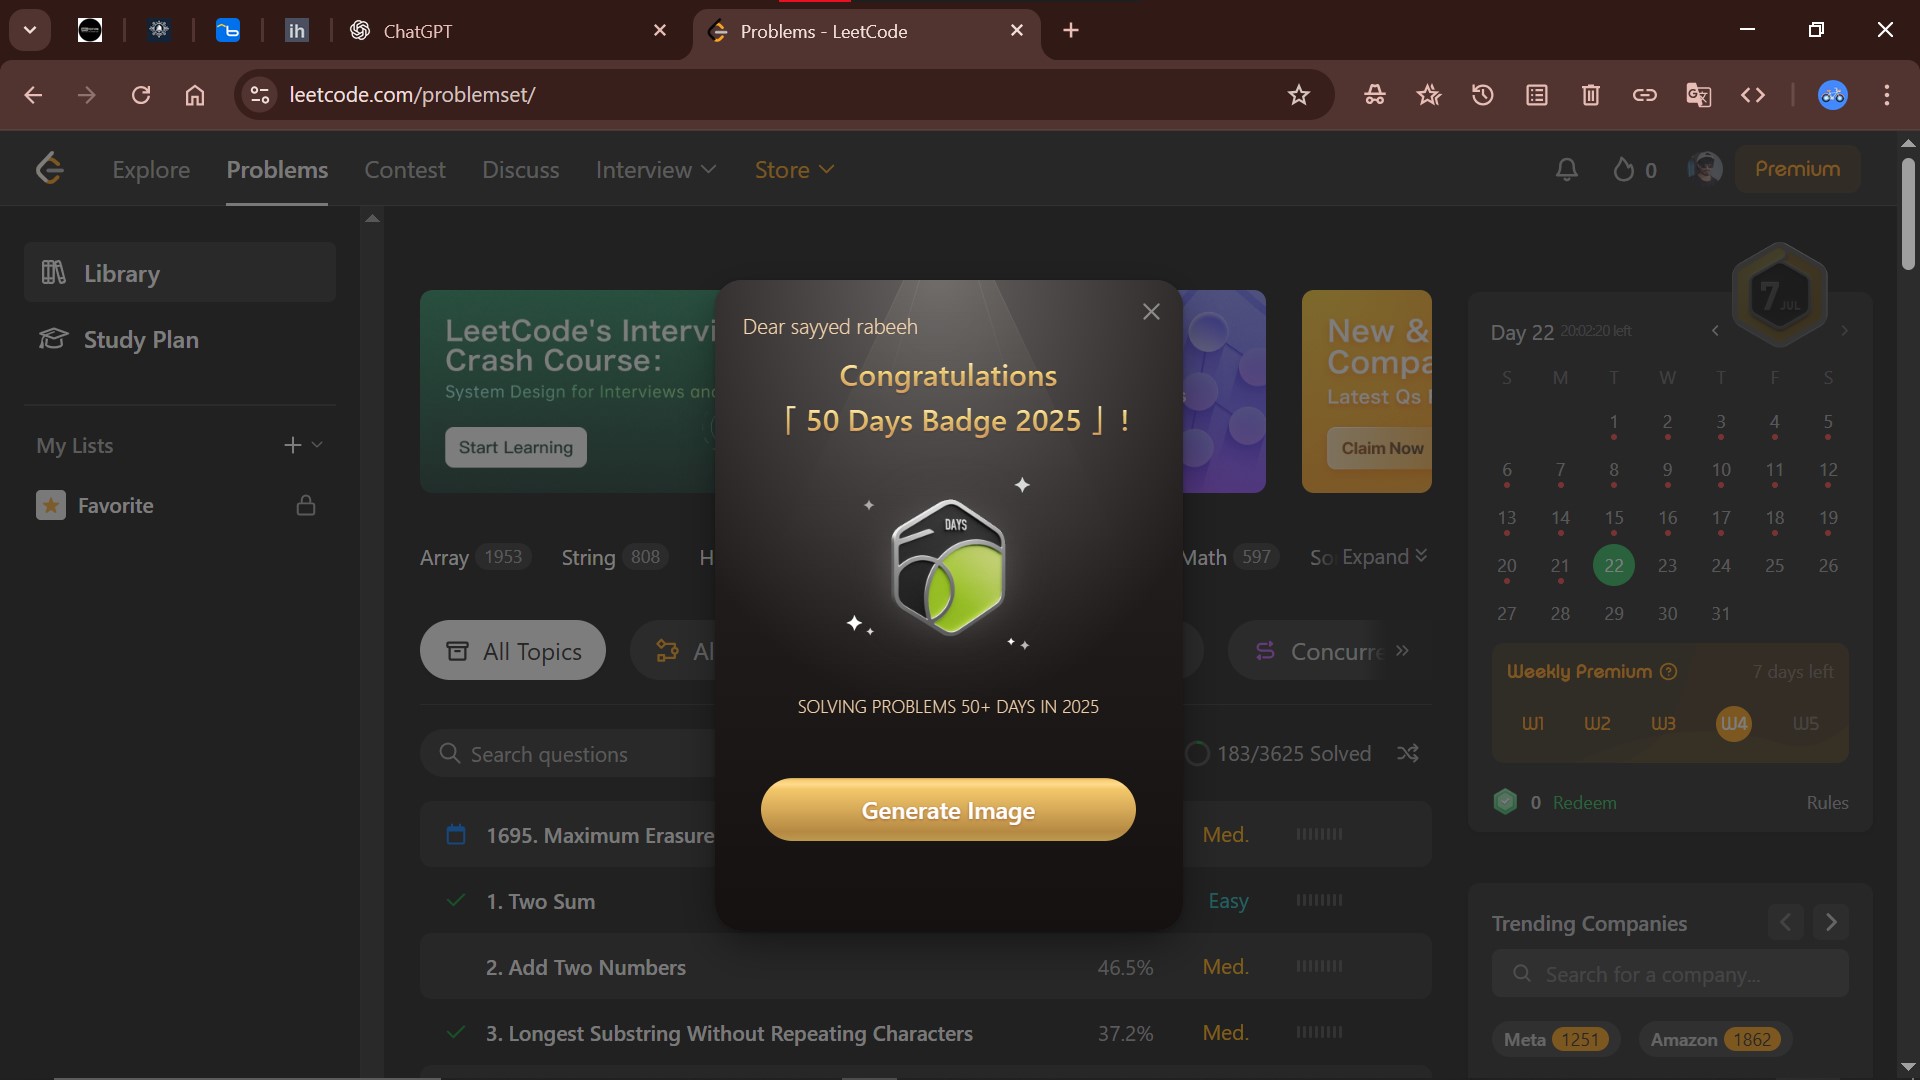 ih
ChatGPT
Problems - LeetCode
leetcode.com/problemset/
Explore
Problems
Contest
Discuss
Interview
Store
0
Premium
Library
Study Plan
My Lists
Favorite
LeetCode's Intervi
Crash Course:
System Design for Interviews and
Start Learning
New &
Compa
Latest Qs
Claim Now
Dear sayyed rabeeh
Congratulations
「 50 Days Badge 2025 」 !
DAYS
SOLVING PROBLEMS 50+ DAYS IN 2025
Generate Image
Array 1953
String 808
H
Math 597
So
Expand
All Topics
Al
Concurre
Search questions
183/3625 Solved
1695. Maximum Erasure
Med.
1. Two Sum
Easy
2. Add Two Numbers
46.5%
Med.
3. Longest Substring Without Repeating Characters
37.2%
Med.
7 JUL
Day 22 20:02:20 left
S M T W T F S
1 2 3 4 5
6 7 8 9 10 11 12
13 14 15 16 17 18 19
20 21 22 23 24 25 26
27 28 29 30 31
Weekly Premium ? 7 days left
W1 W2 W3 W4 W5
0 Redeem
Rules
Trending Companies
Search for a company...
Meta 1251
Amazon 1862